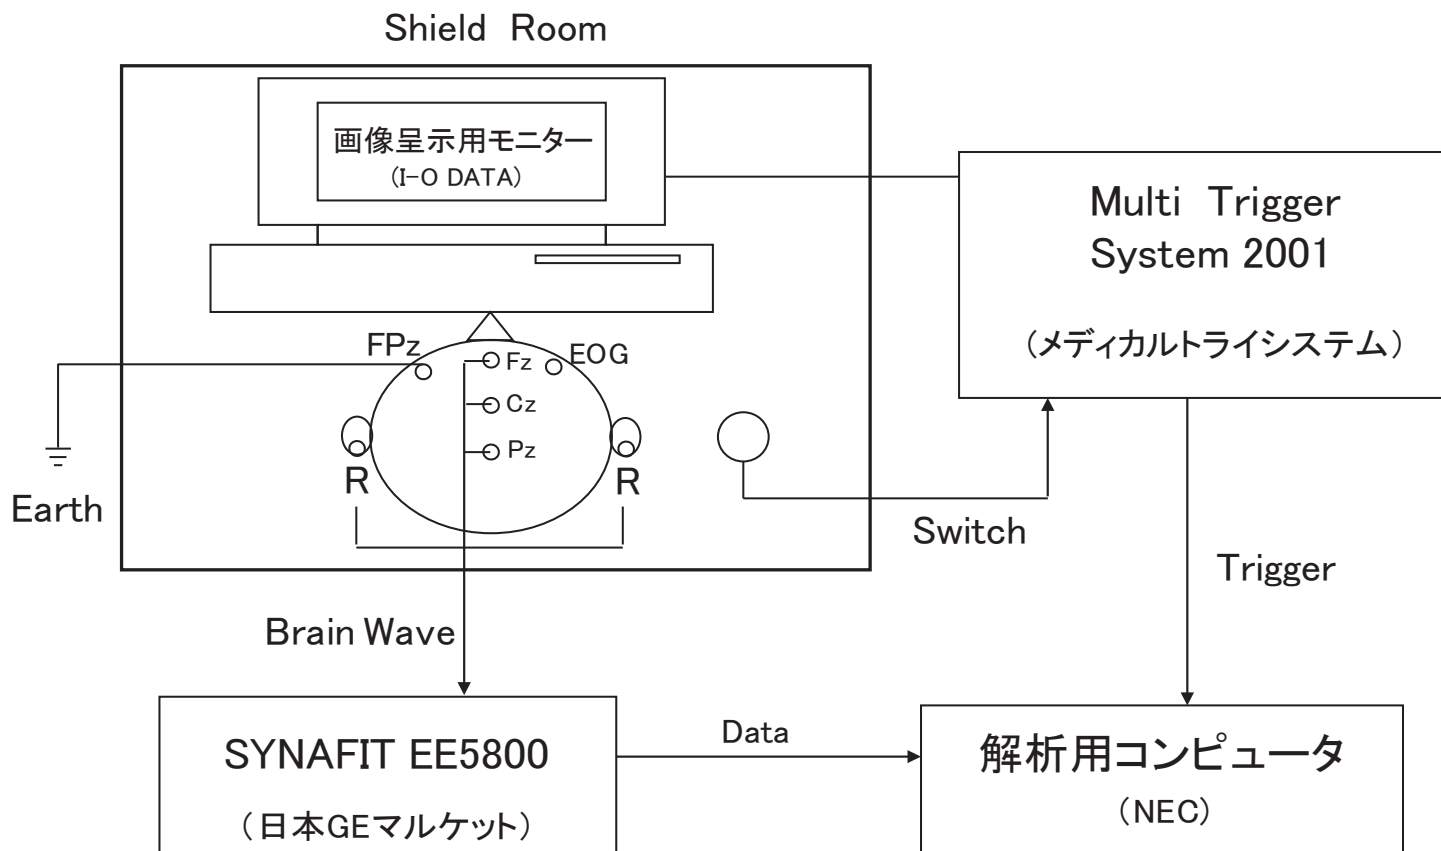 Shield Room
画像呈示用モニター
(I-O DATA)
Multi Trigger
System 2001
(メディカルトライシステム)
FPz
Fz
EOG
Cz
Pz
R
R
Earth
Switch
Trigger
Brain Wave
Data
SYNAFIT EE5800
(日本GEマルケット)
解析用コンピュータ
(NEC)